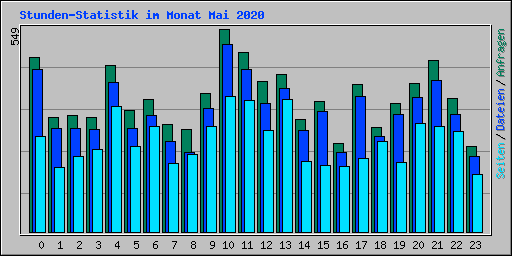 Stunden-Statistik im Monat Mai 2020
549
Seiten / Dateien / Anfragen
0 1 2 3 4 5 6 7 8 9 10 11 12 13 14 15 16 17 18 19 20 21 22 23